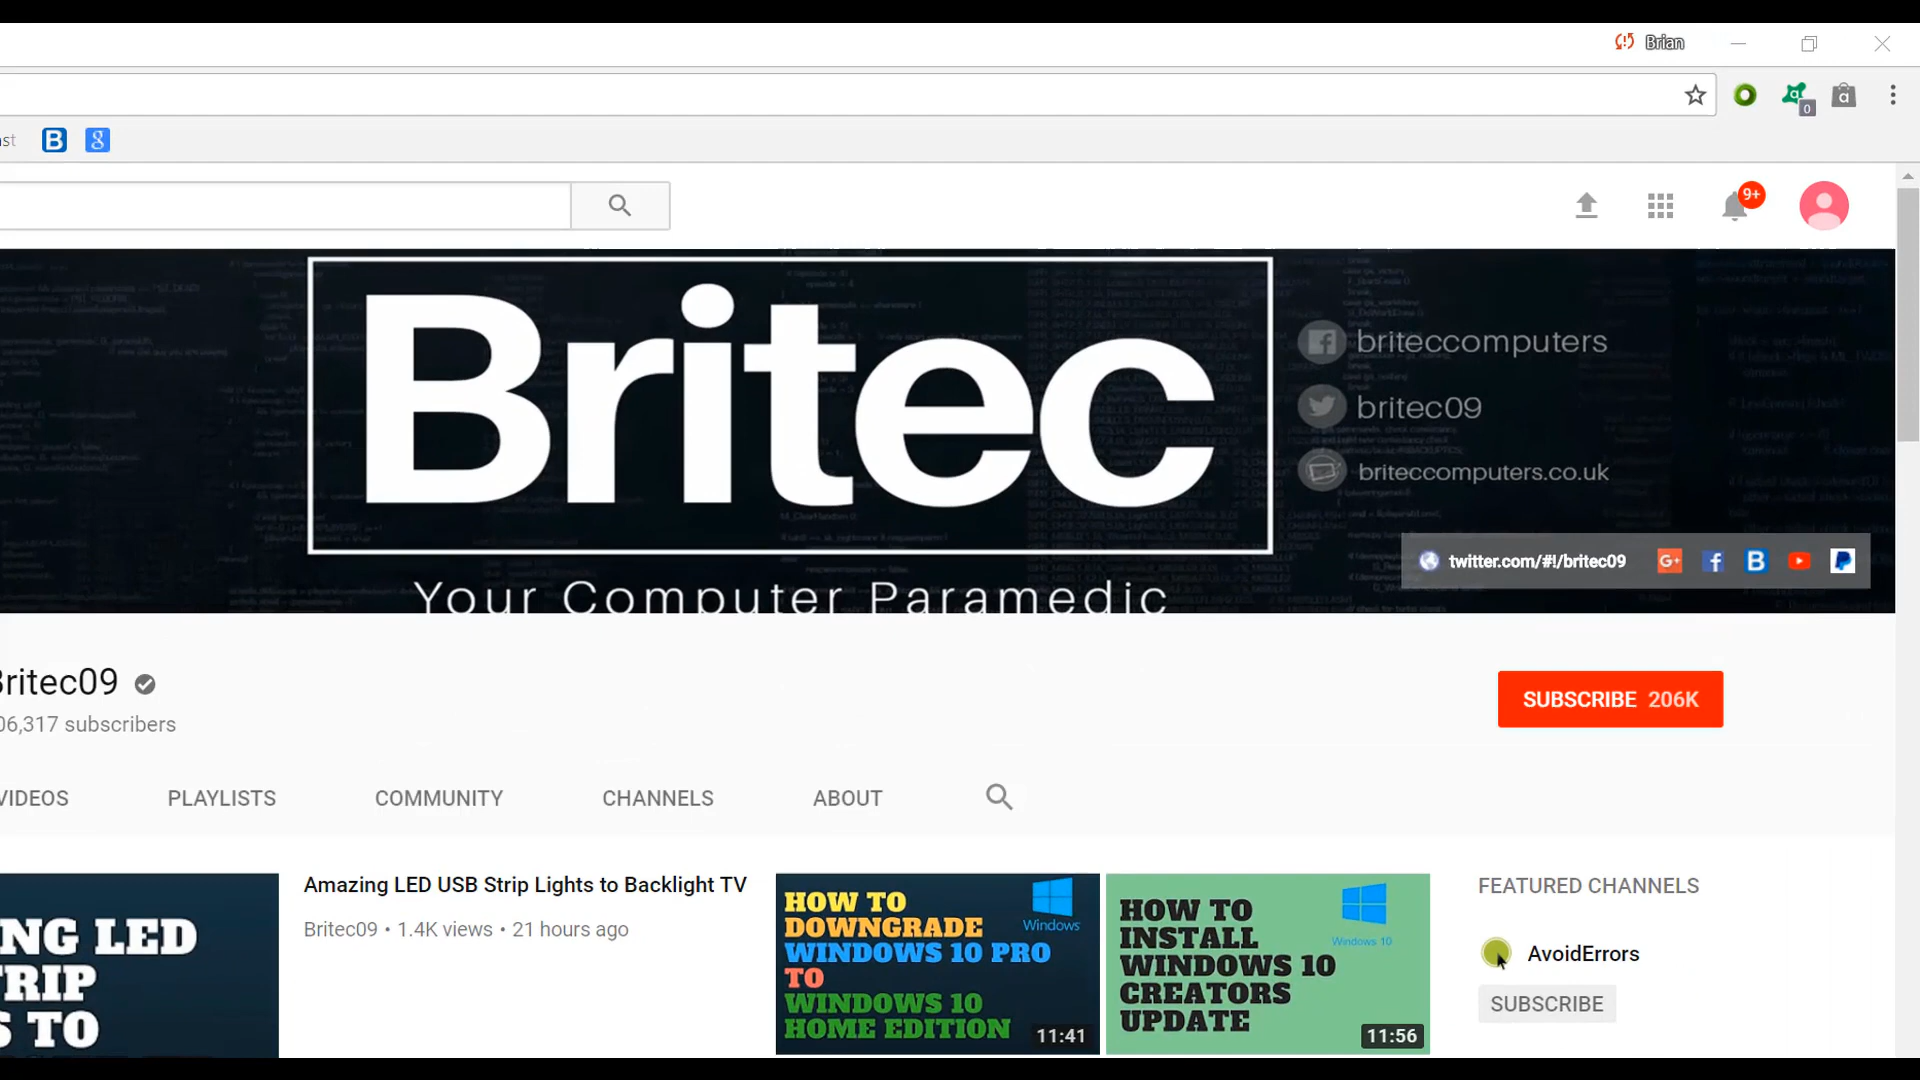 Brian
0
B
g
9+
Britec
briteccomputers
britec09
briteccomputers.co.uk
twitter.com/#!/britec09
G+
f
B
Your Computer Paramedic
Britec09
06,317 subscribers
SUBSCRIBE 206K
VIDEOS
PLAYLISTS
COMMUNITY
CHANNELS
ABOUT
NG LED
RIP
S TO
Amazing LED USB Strip Lights to Backlight TV
Britec09 • 1.4K views • 21 hours ago
HOW TO
DOWNGRADE
WINDOWS 10 PRO
TO
WINDOWS 10
HOME EDITION
Windows
11:41
HOW TO
INSTALL
WINDOWS 10
CREATORS
UPDATE
Windows 10
11:56
FEATURED CHANNELS
AvoidErrors
SUBSCRIBE